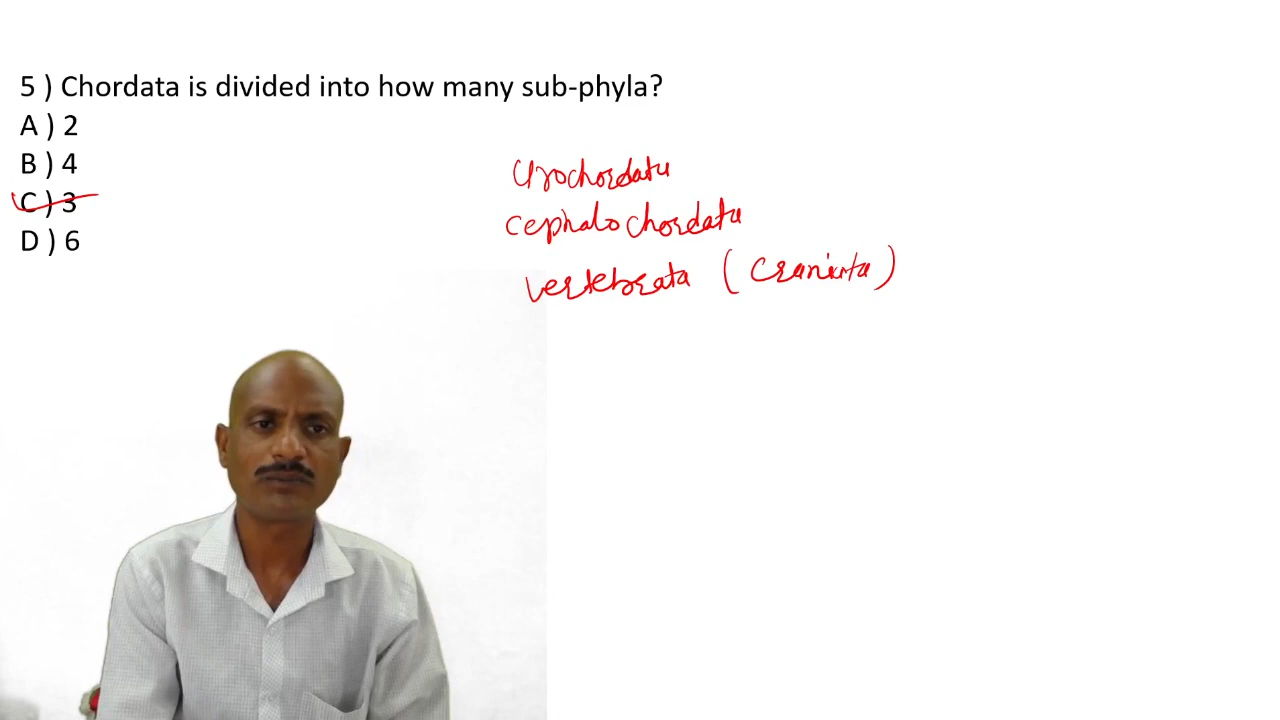 5 ) Chordata is divided into how many sub-phyla?
A ) 2
B ) 4
C ) 3
D ) 6
Urochordata
Cephalochordata
Vertebrata ( Craniata )